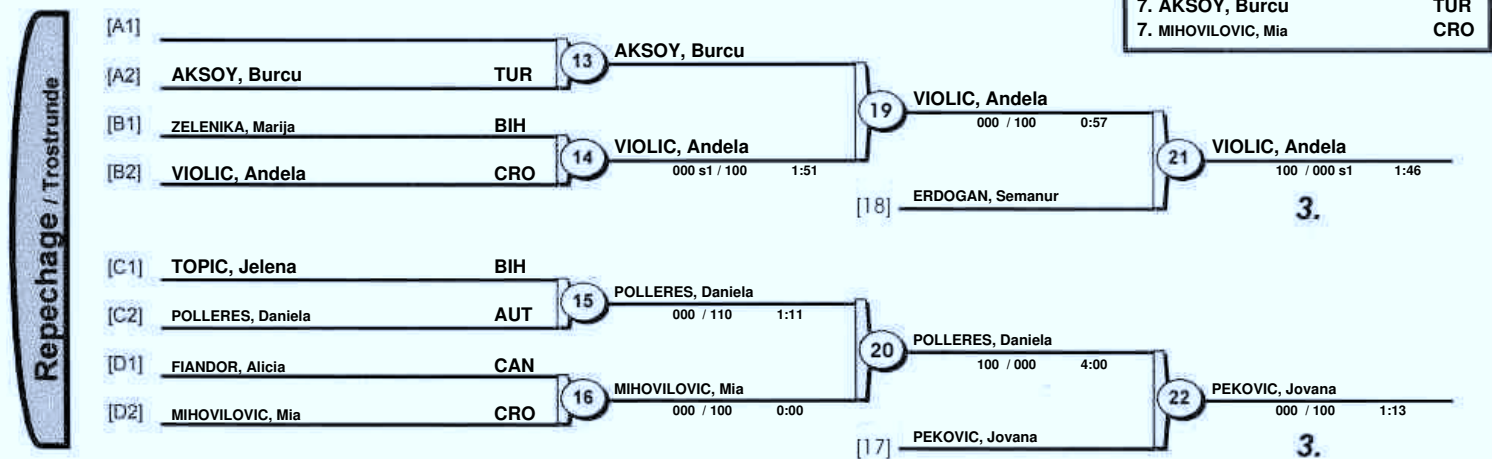 7. AKSOY, Burcu TUR
7. MIHOVILOVIC, Mia CRO
Repechage / Trostrunde
[A1]
13 AKSOY, Burcu
[A2] AKSOY, Burcu TUR
19 VIOLIC, Andela
000 / 100 0:57
[B1] ZELENIKA, Marija BIH
14 VIOLIC, Andela
000 s1 / 100 1:51
21 VIOLIC, Andela
100 / 000 s1 1:46
[B2] VIOLIC, Andela CRO
[18] ERDOGAN, Semanur
3.
[C1] TOPIC, Jelena BIH
15 POLLERES, Daniela
000 / 110 1:11
[C2] POLLERES, Daniela AUT
20 POLLERES, Daniela
100 / 000 4:00
[D1] FIANDOR, Alicia CAN
16 MIHOVILOVIC, Mia
000 / 100 0:00
22 PEKOVIC, Jovana
000 / 100 1:13
[D2] MIHOVILOVIC, Mia CRO
[17] PEKOVIC, Jovana
3.